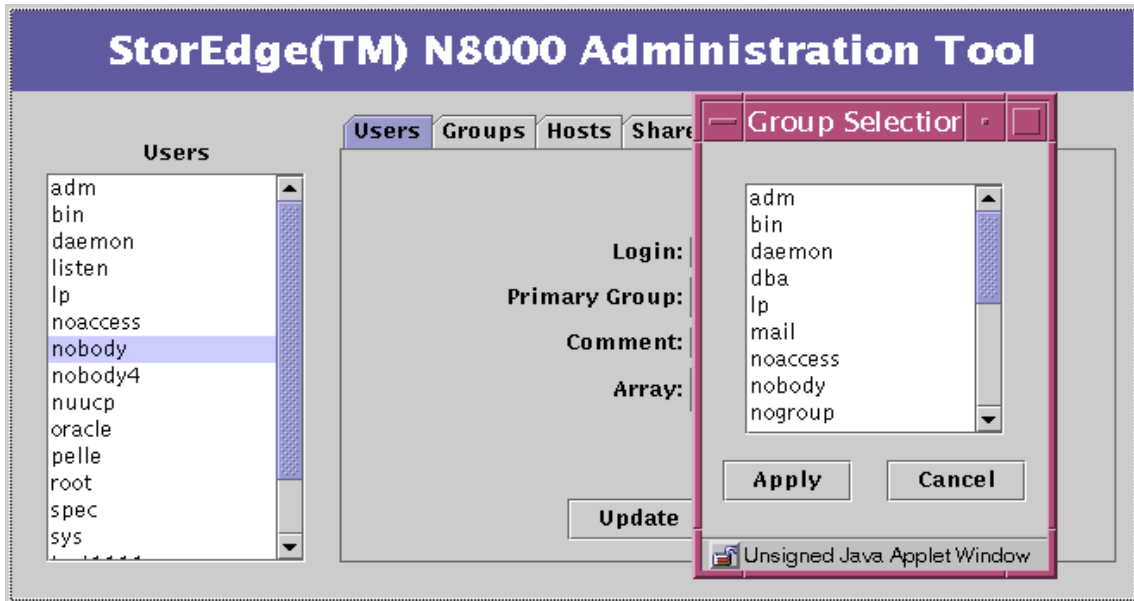 StorEdge(TM) N8000 Administration Tool
Users
adm
bin
daemon
listen
lp
noaccess
nobody
nobody4
nuucp
oracle
pelle
root
spec
sys
Users Groups Hosts Share
Login:
Primary Group:
Comment:
Array:
Update
Group Selection
adm
bin
daemon
dba
lp
mail
noaccess
nobody
nogroup
Apply Cancel
Unsigned Java Applet Window